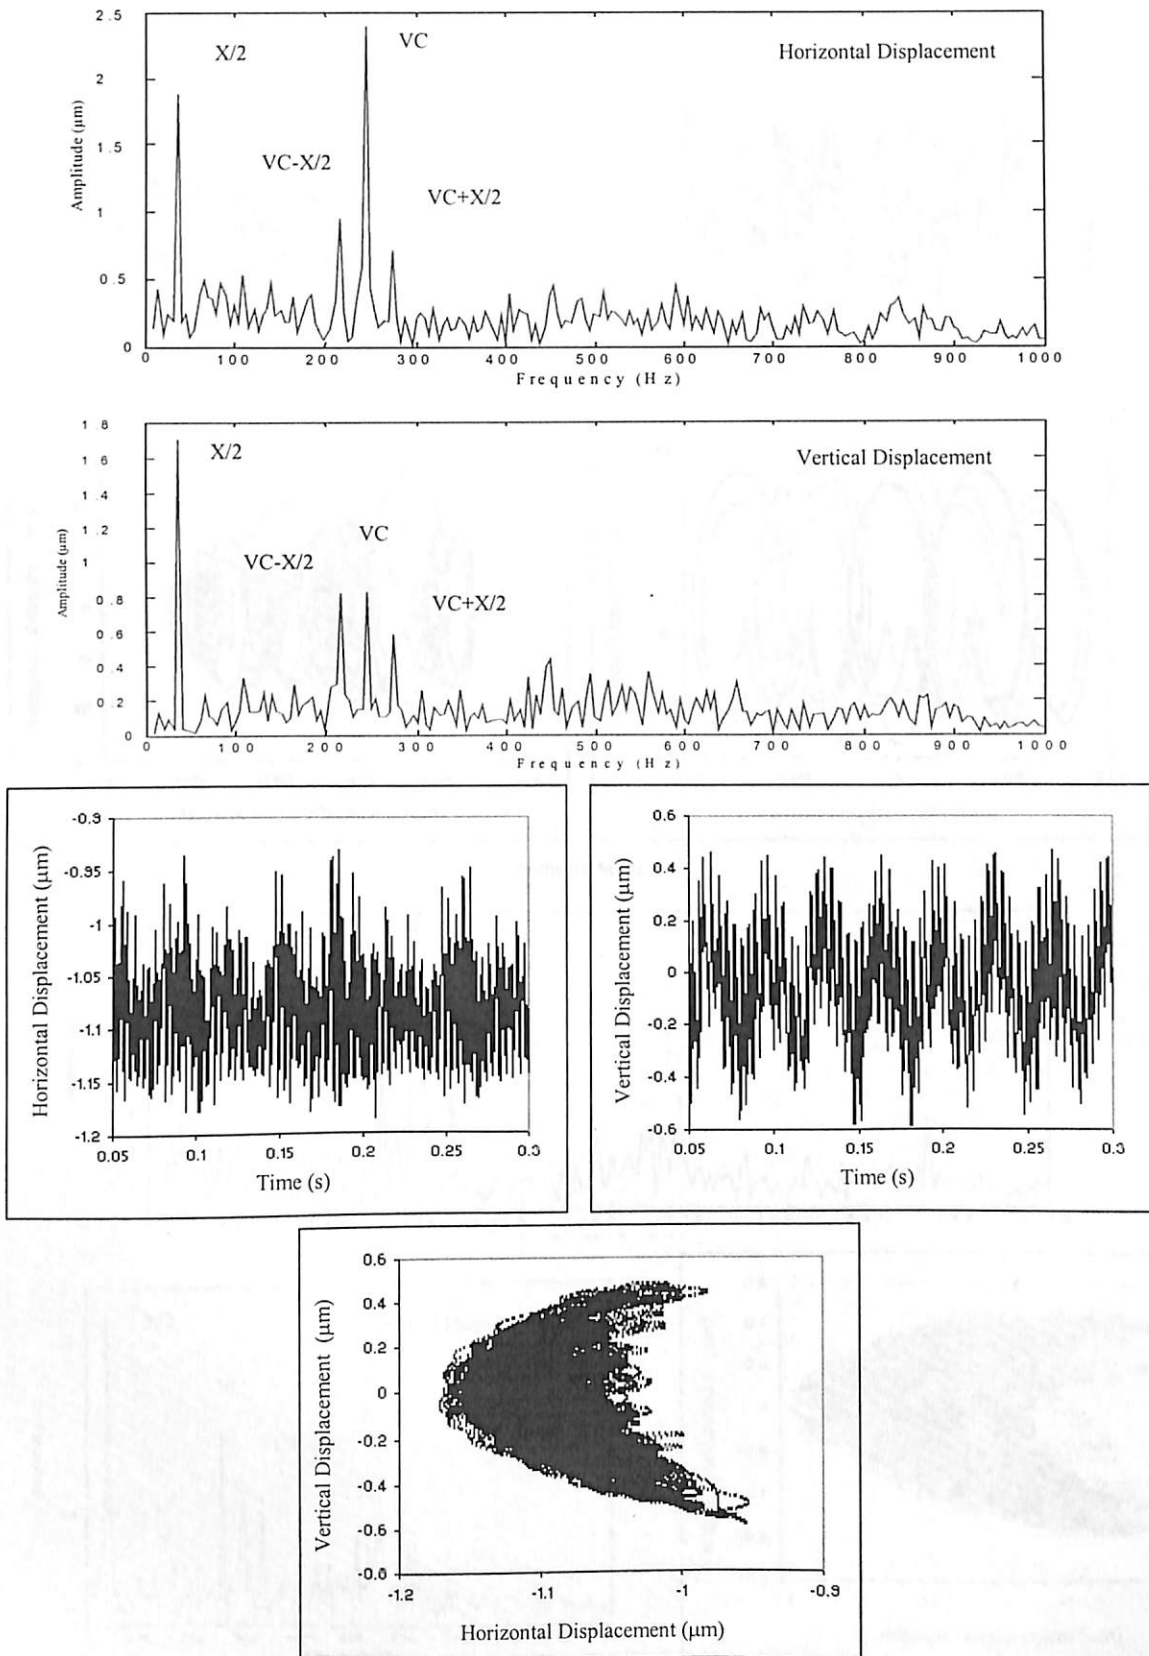 2.5
2
1.5
1
0.5
0
Amplitude (µm)
X/2
VC
Horizontal Displacement
VC-X/2
VC+X/2
0 100 200 300 400 500 600 700 800 900 1000
Frequency (Hz)
1.8
1.6
1.4
1.2
1
0.8
0.6
0.4
0.2
0
Amplitude (µm)
X/2
Vertical Displacement
VC
VC-X/2
VC+X/2
0 100 200 300 400 500 600 700 800 900 1000
Frequency (Hz)
-0.9
-0.95
-1
-1.05
-1.1
-1.15
-1.2
Horizontal Displacement (µm)
0.05 0.1 0.15 0.2 0.25 0.3
Time (s)
0.6
0.4
0.2
0
-0.2
-0.4
-0.6
Vertical Displacement (µm)
0.05 0.1 0.15 0.2 0.25 0.3
Time (s)
0.6
0.4
0.2
0
-0.2
-0.4
-0.6
Vertical Displacement (µm)
-1.2 -1.1 -1 -0.9
Horizontal Displacement (µm)